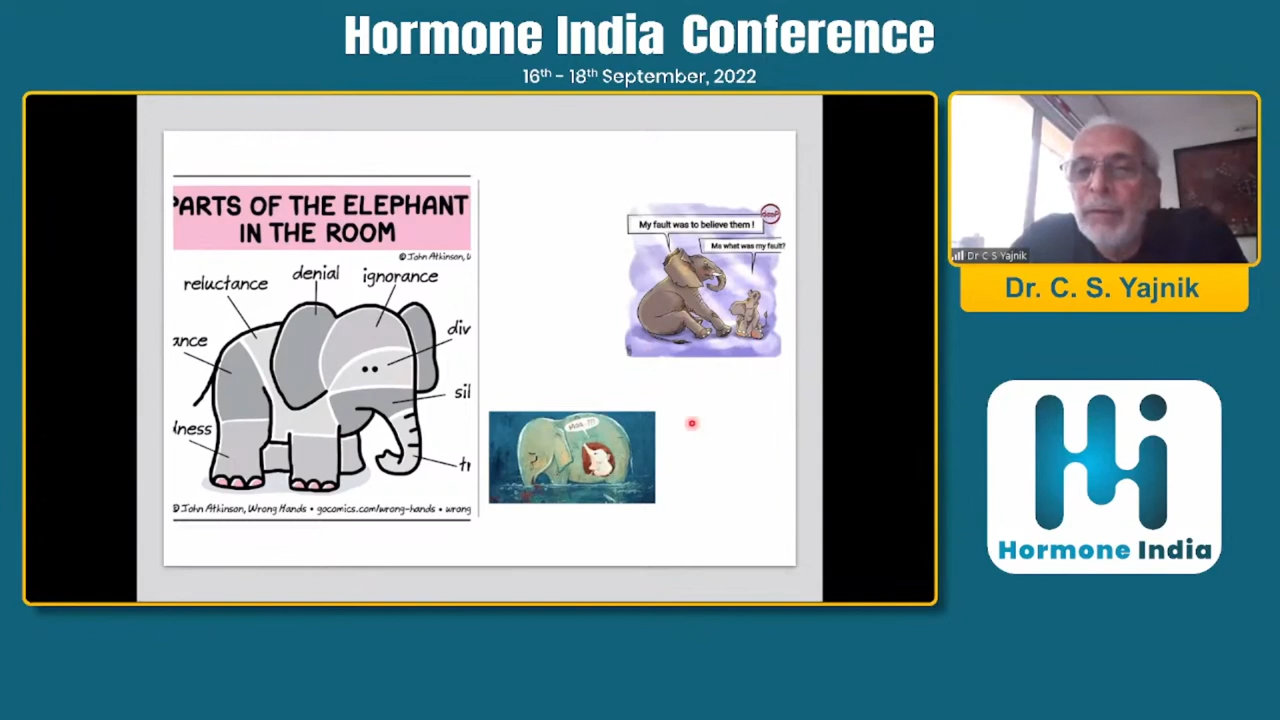 Hormone India Conference
16th - 18th September, 2022
PARTS OF THE ELEPHANT
IN THE ROOM
© John Atkinson,
reluctance
denial
ignorance
ance
div
sil
lness
© John Atkinson, Wrong Hands • gocomics.com/wrong-hands • wrong
My fault was to believe them !
Ma what was my fault?
Dr C S Yajnik
Dr. C. S. Yajnik
Hormone India